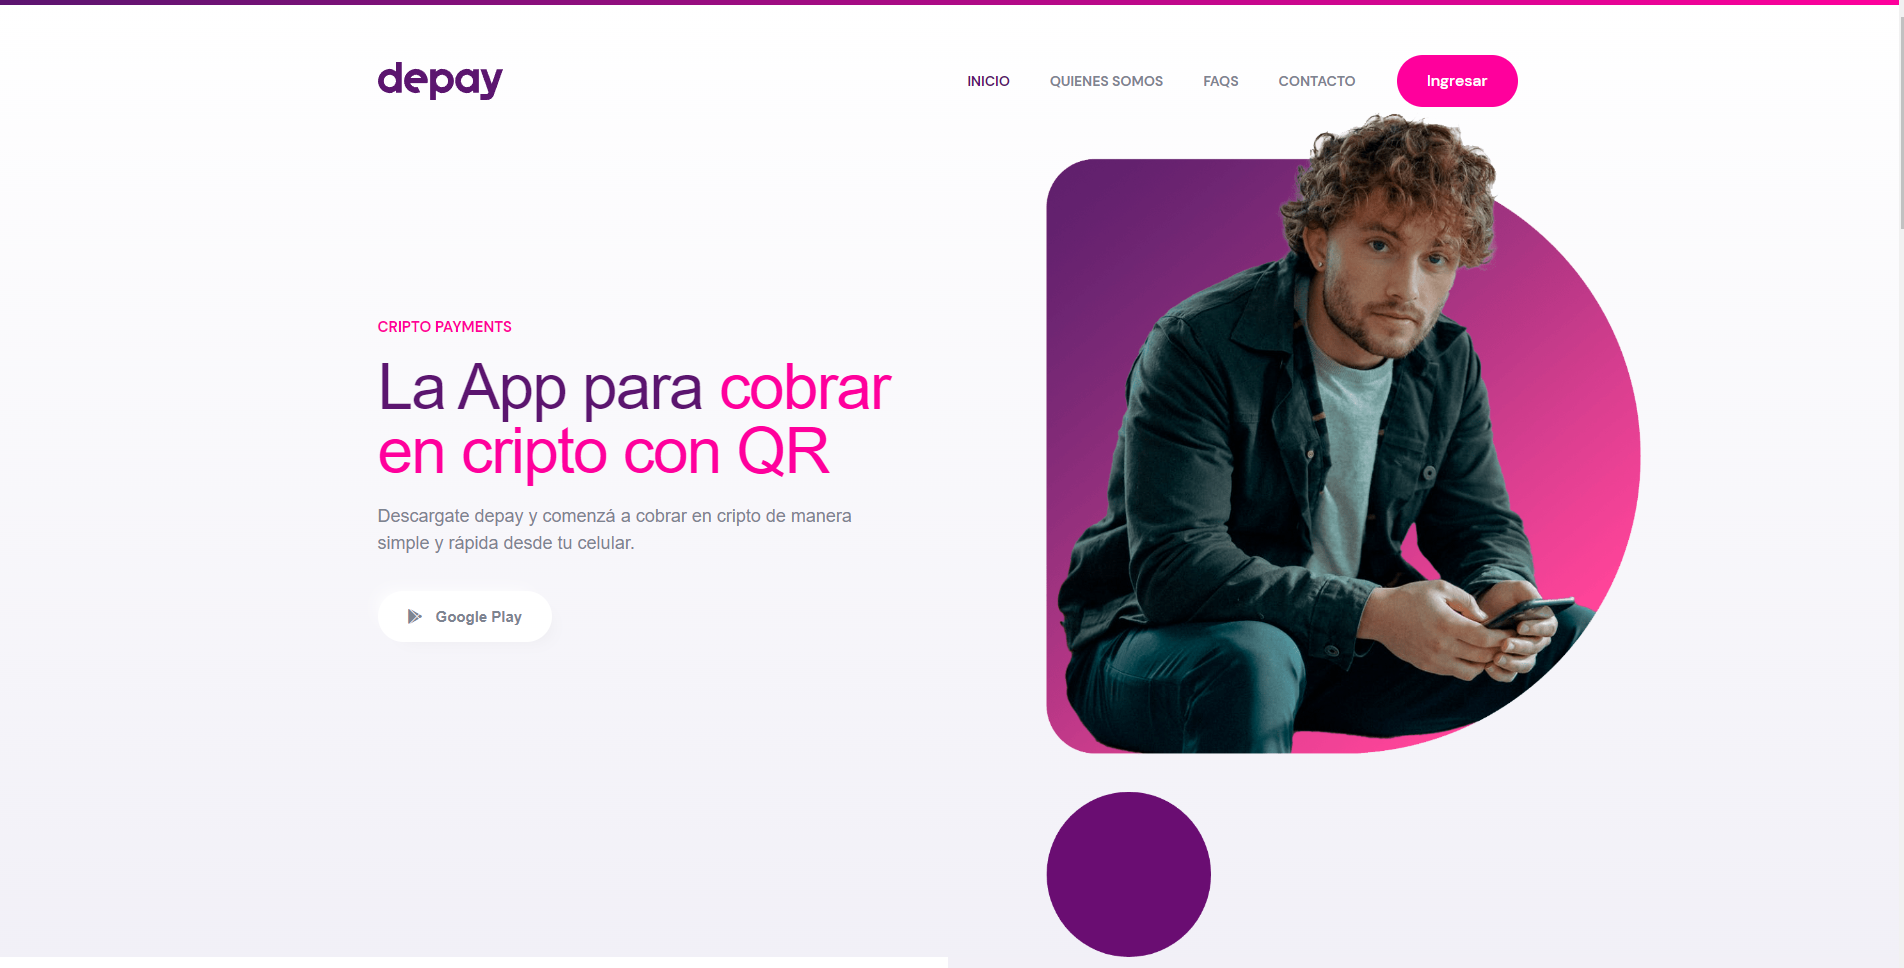 depay
INICIO
QUIENES SOMOS
FAQS
CONTACTO
Ingresar
CRIPTO PAYMENTS
La App para cobrar
en cripto con QR
Descargate depay y comenzá a cobrar en cripto de manera
simple y rápida desde tu celular.
Google Play